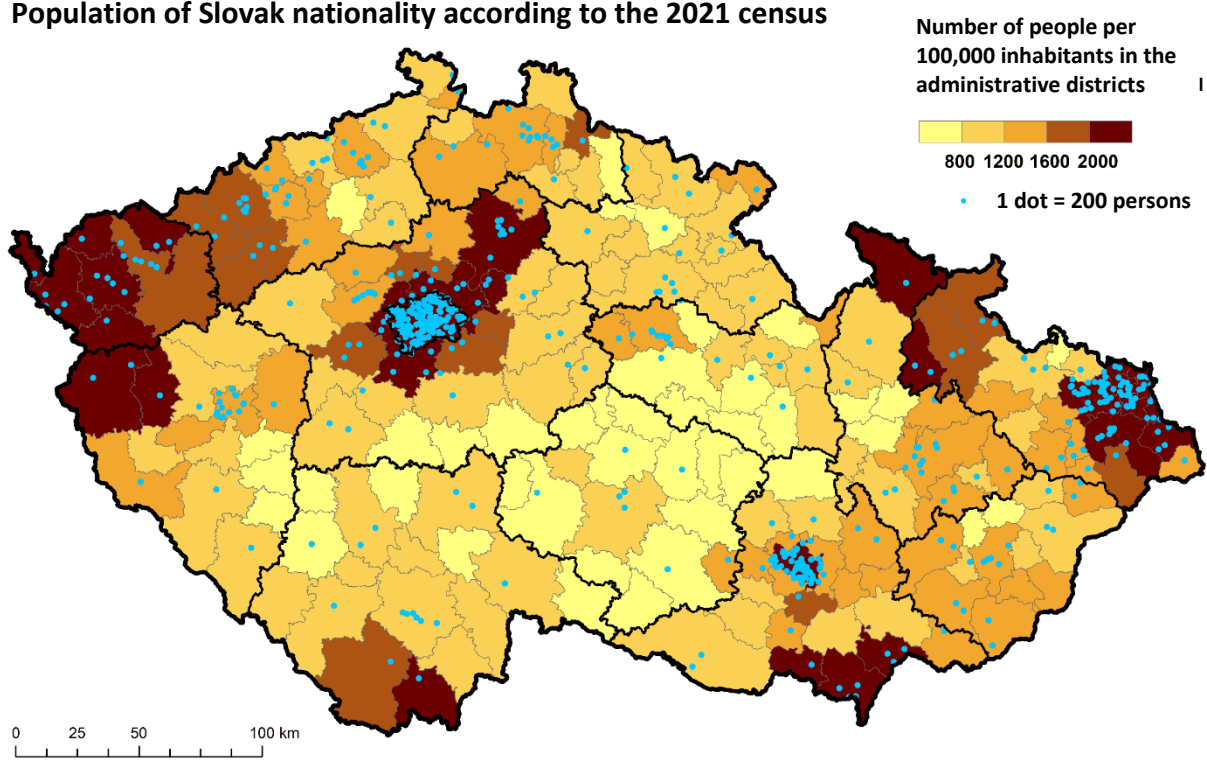 Population of Slovak nationality according to the 2021 census
Number of people per
100,000 inhabitants in the
administrative districts
I
800 1200 1600 2000
1 dot = 200 persons
0 25 50 100 km